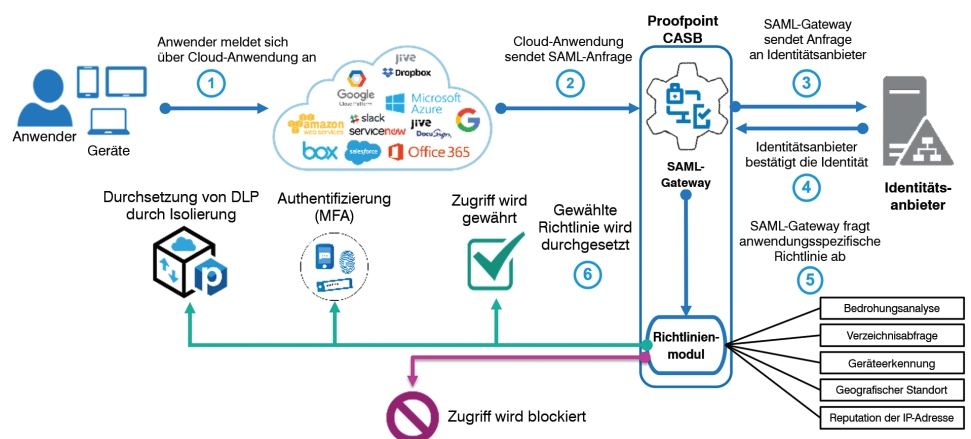 Anwender meldet sich
über Cloud-Anwendung an
1
Anwender
Geräte
jive
Dropbox
Google
Cloud Platform
Microsoft
Azure
amazon
web services
slack
servicenow
jive
DocuSign
G
box
salesforce
Office 365
Cloud-Anwendung
sendet SAML-Anfrage
2
Proofpoint
CASB
SAML-
Gateway
SAML-Gateway
sendet Anfrage
an Identitätsanbieter
3
Identitätsanbieter
bestätigt die Identität
4
Identitäts-
anbieter
SAML-Gateway fragt
anwendungsspezifische
Richtlinie ab
5
Richtlinien-
modul
Bedrohungsanalyse
Verzeichnisabfrage
Geräteerkennung
Geografischer Standort
Reputation der IP-Adresse
Gewählte
Richtlinie wird
durchgesetzt
6
Zugriff wird
gewährt
Authentifizierung
(MFA)
Durchsetzung von DLP
durch Isolierung
p
Zugriff wird blockiert